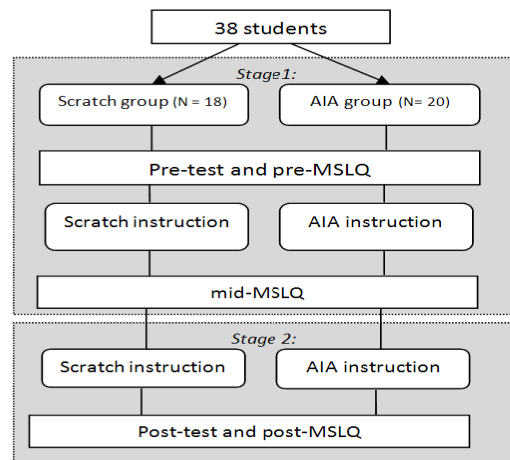 38 students
Stage1:
Scratch group (N = 18)
AIA group (N= 20)
Pre-test and pre-MSLQ
Scratch instruction
AIA instruction
mid-MSLQ
Stage 2:
Scratch instruction
AIA instruction
Post-test and post-MSLQ